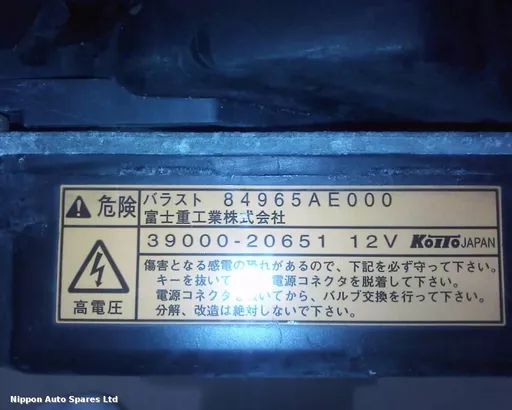 危険 バラスト 84965AE000
富士重工業株式会社
39000-20651 12V KOITO JAPAN
高電圧
傷害となる感電の恐れがあるので、下記を必ず守って下さい。
キーを抜いて 電源コネクタを脱着して下さい。
電源コネクタ いてから、バルブ交換を行って下さい。
分解、改造は絶対しないで下さい。
Nippon Auto Spares Ltd